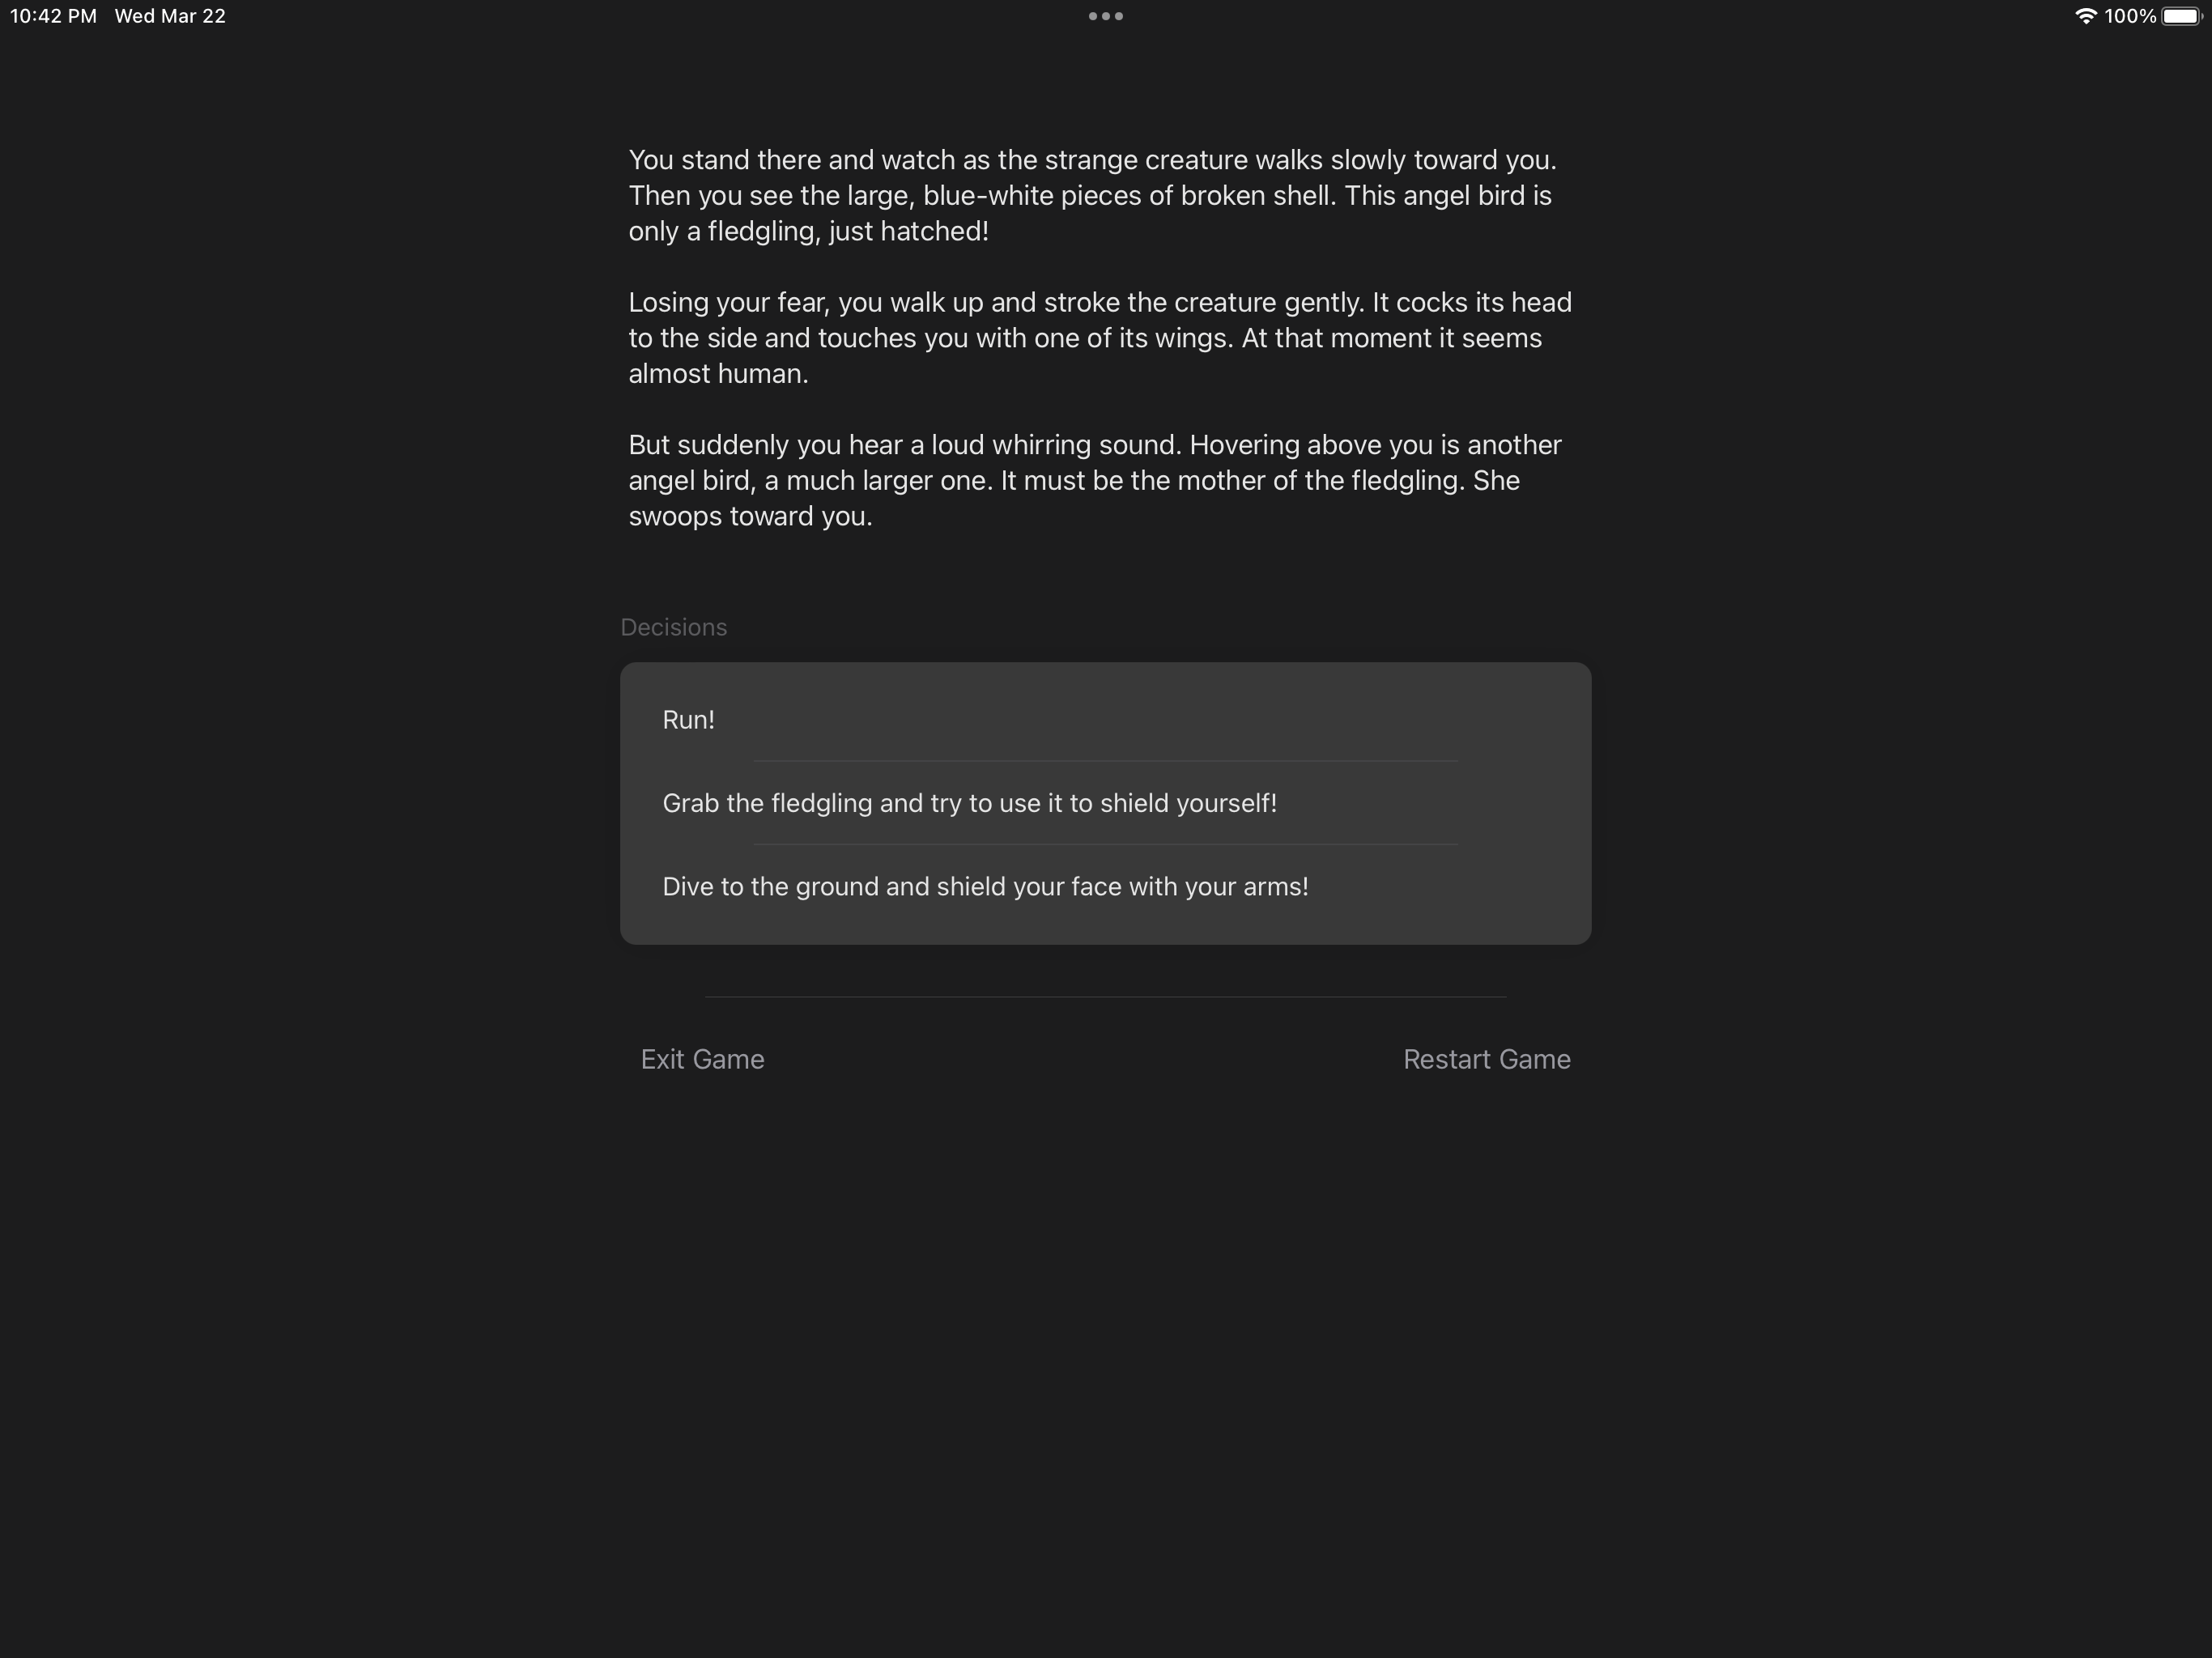 10:42 PM Wed Mar 22
100%
You stand there and watch as the strange creature walks slowly toward you.
Then you see the large, blue-white pieces of broken shell. This angel bird is
only a fledgling, just hatched!
Losing your fear, you walk up and stroke the creature gently. It cocks its head
to the side and touches you with one of its wings. At that moment it seems
almost human.
But suddenly you hear a loud whirring sound. Hovering above you is another
angel bird, a much larger one. It must be the mother of the fledgling. She
swoops toward you.
Decisions
Run!
Grab the fledgling and try to use it to shield yourself!
Dive to the ground and shield your face with your arms!
Exit Game
Restart Game